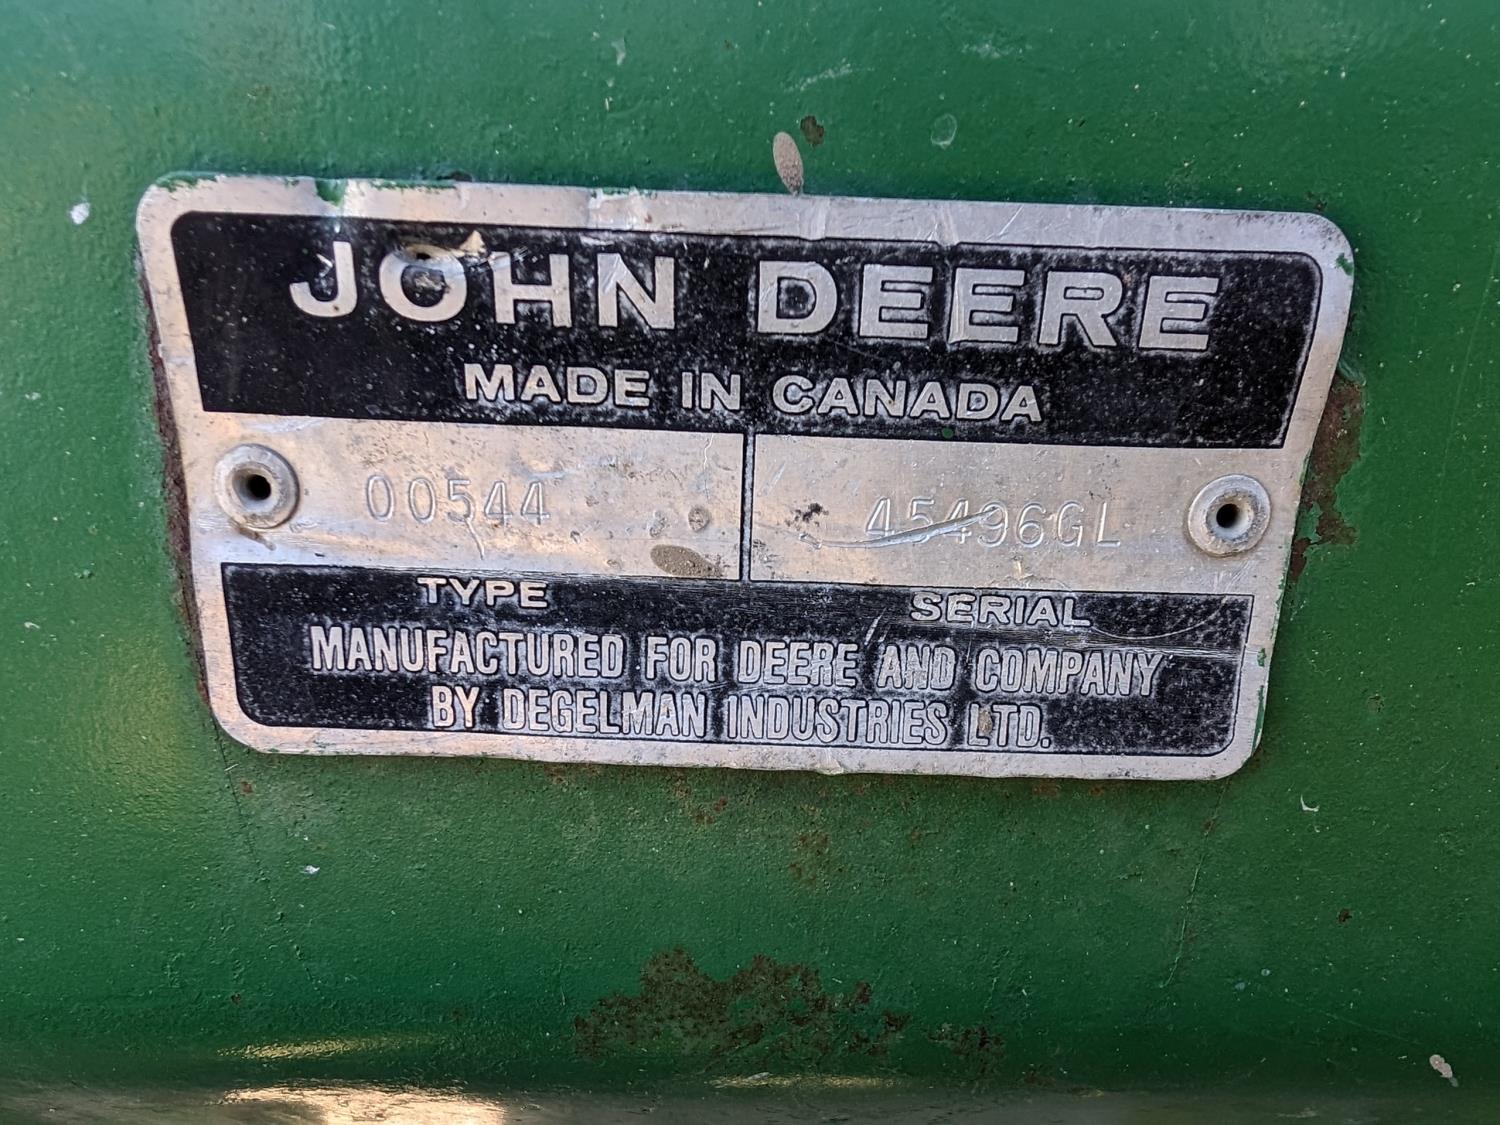 JOHN DEERE
MADE IN CANADA
00544 45496GL
TYPE SERIAL
MANUFACTURED FOR DEERE AND COMPANY
BY DEGELMAN INDUSTRIES LTD.